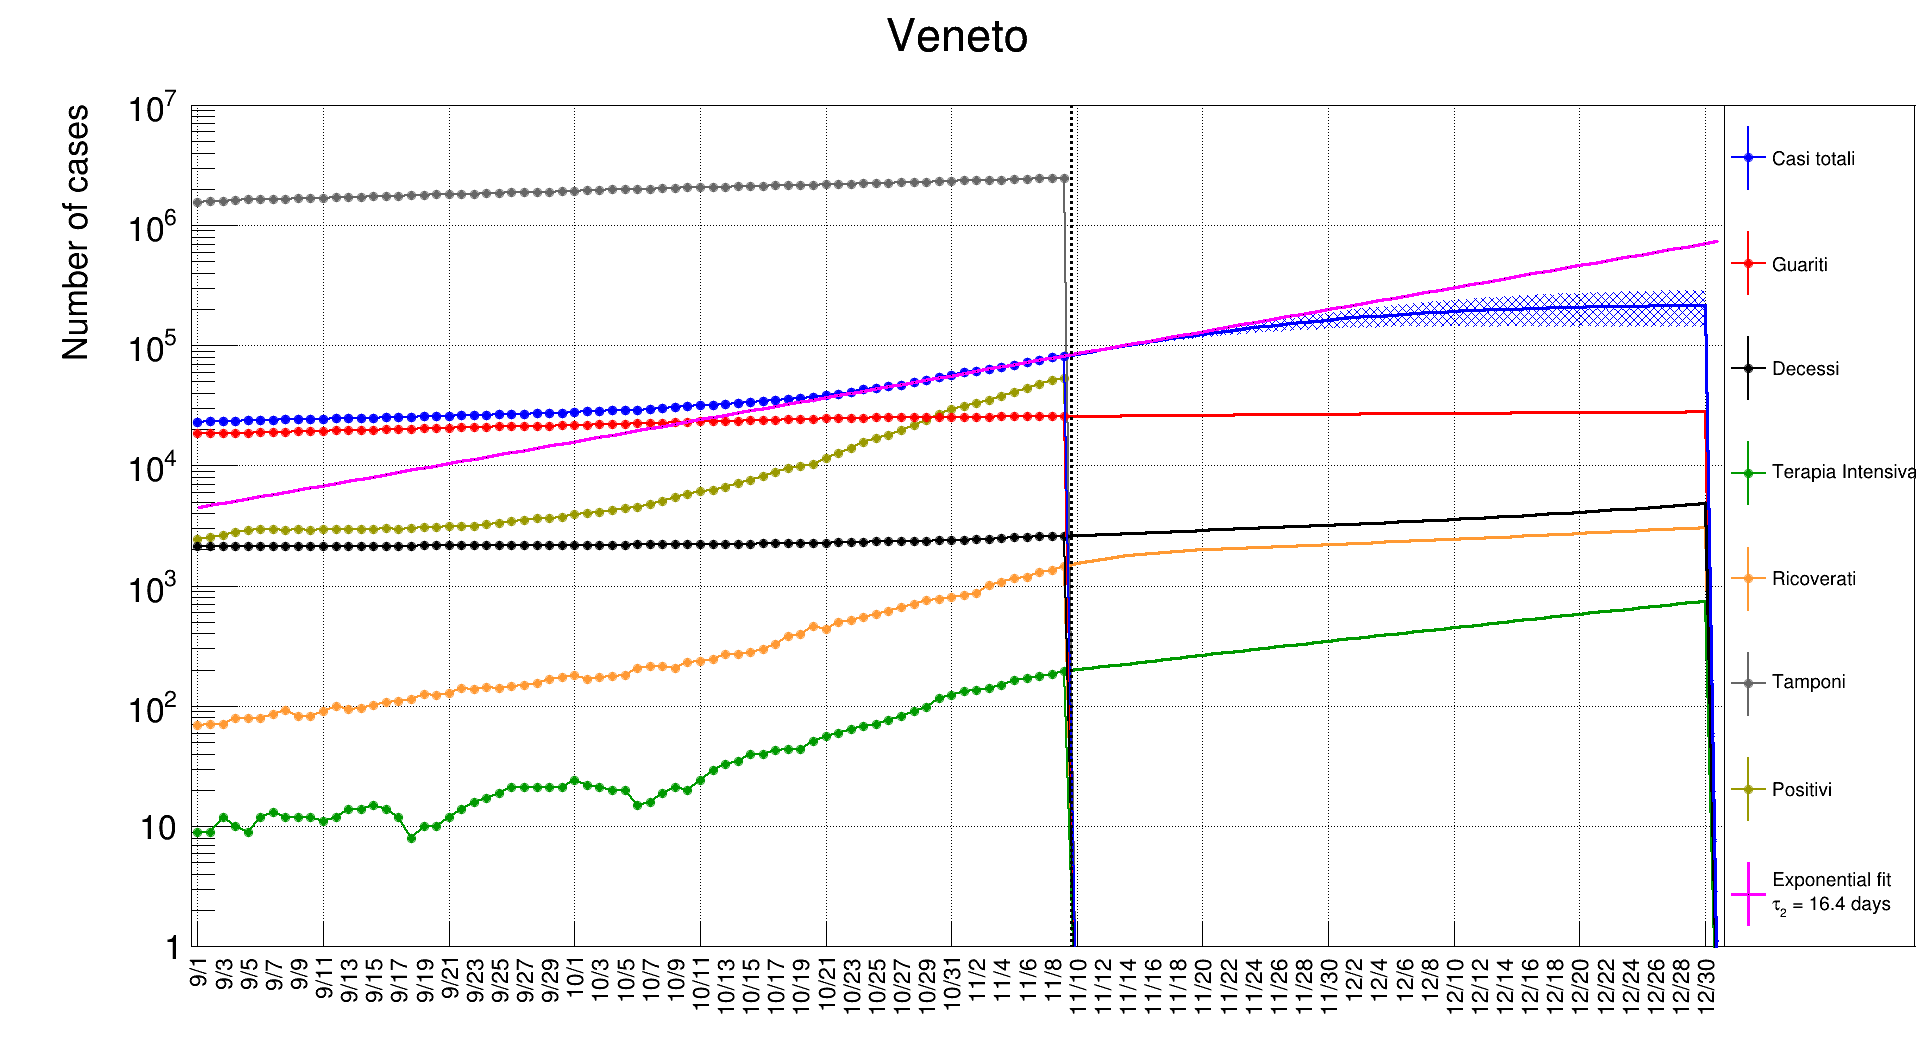 Veneto
Number of cases
10^7
10^6
10^5
10^4
10^3
10^2
10
1
9/1 9/3 9/5 9/7 9/9 9/11 9/13 9/15 9/17 9/19 9/21 9/23 9/25 9/27 9/29 10/1 10/3 10/5 10/7 10/9 10/11 10/13 10/15 10/17 10/19 10/21 10/23 10/25 10/27 10/29 10/31 11/2 11/4 11/6 11/8 11/10 11/12 11/14 11/16 11/18 11/20 11/22 11/24 11/26 11/28 11/30 12/2 12/4 12/6 12/8 12/10 12/12 12/14 12/16 12/18 12/20 12/22 12/24 12/26 12/28 12/30
Casi totali
Guariti
Decessi
Terapia Intensiva
Ricoverati
Tamponi
Positivi
Exponential fit
τ₂ = 16.4 days